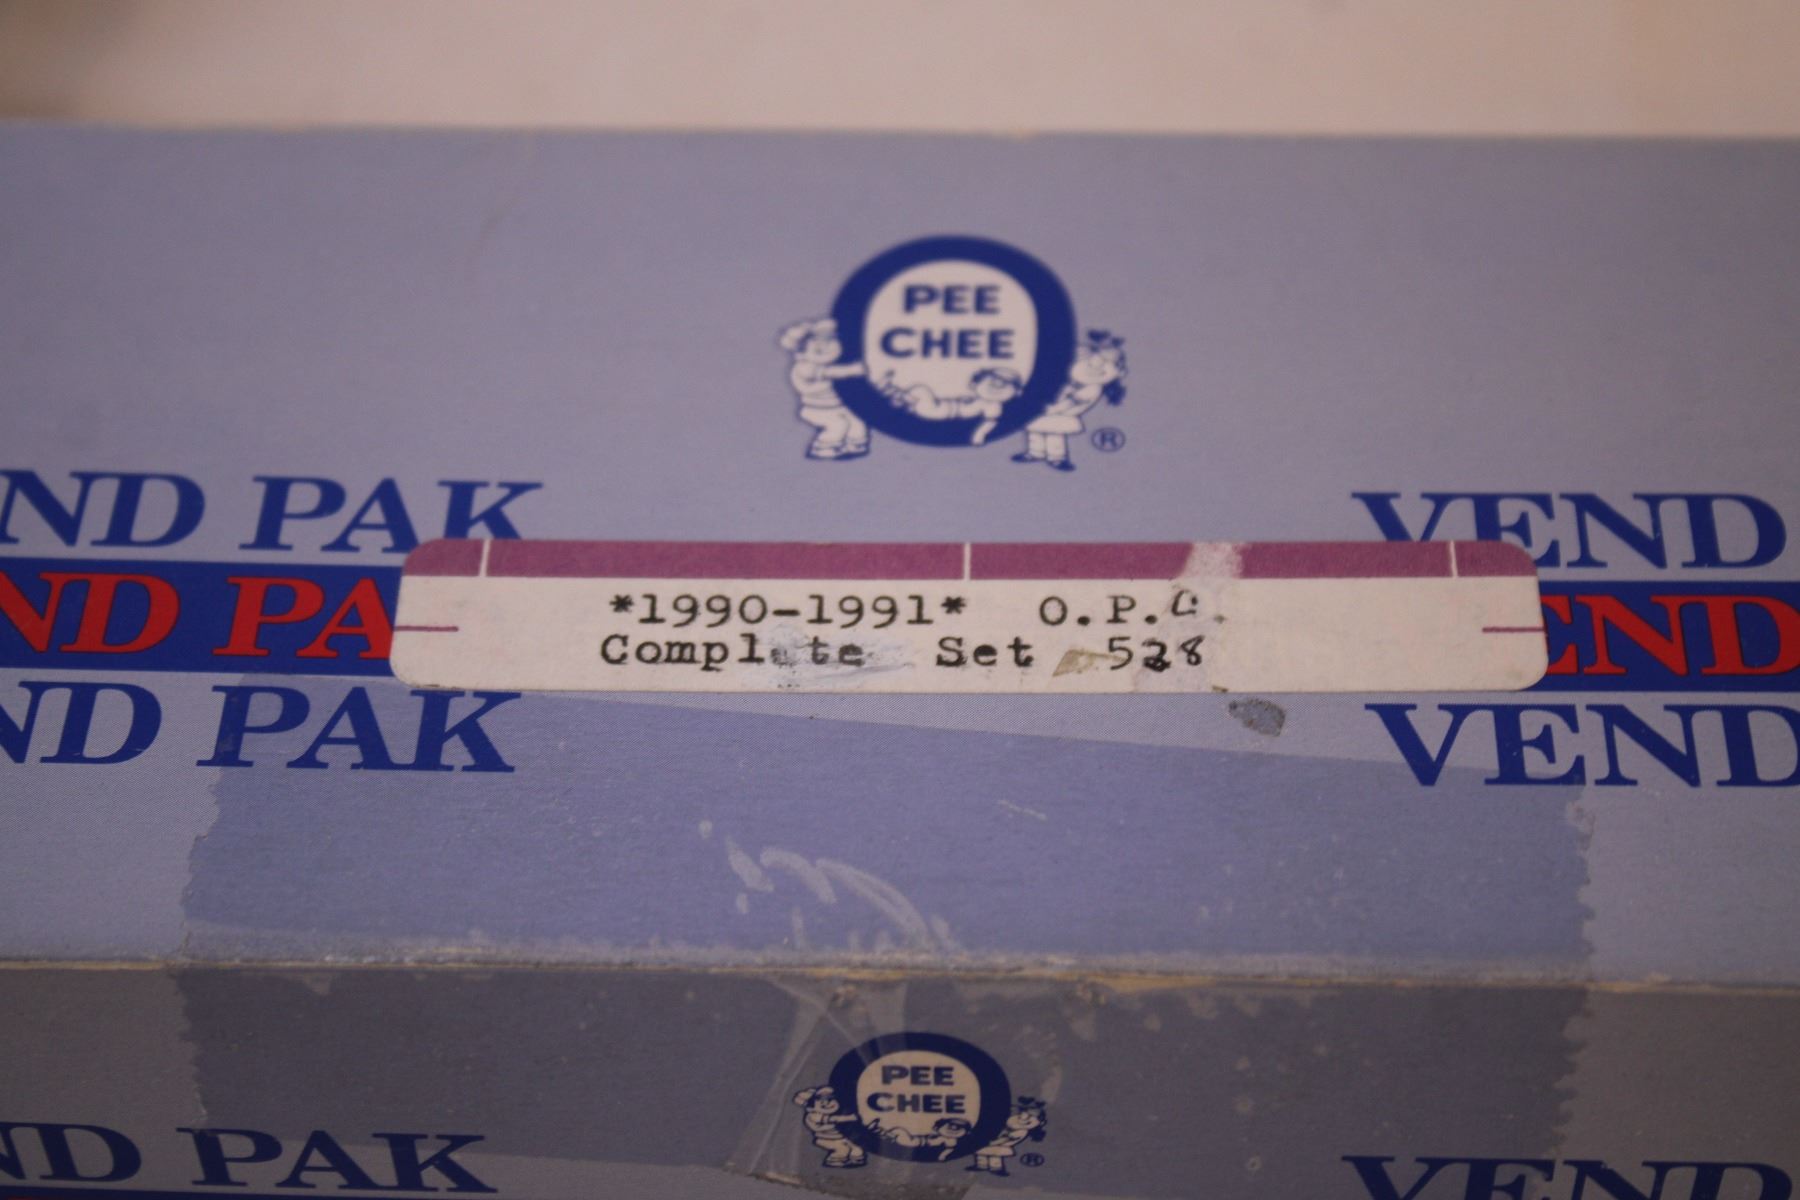 PEE
CHEE
®
ND PAK
VEND
ND PA
END
*1990-1991* O.P.C.
Complete Set 528
ND PAK
VEND
PEE
CHEE
®
ND PAK
VEND